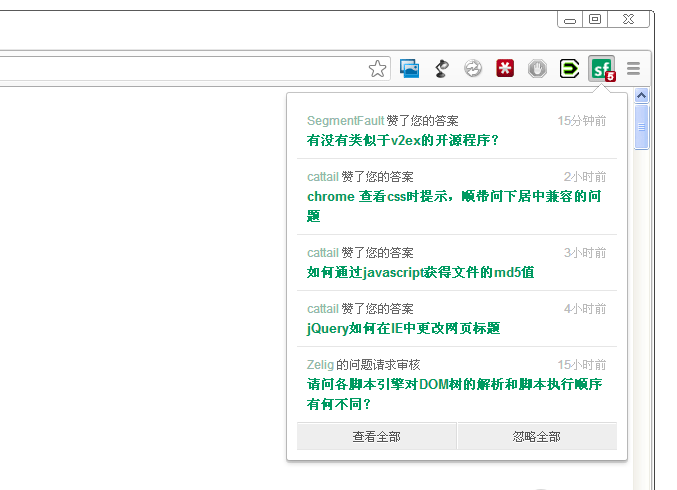 sf
5
SegmentFault 赞了您的答案 15分钟前
有没有类似于v2ex的开源程序？
cattail 赞了您的答案 2小时前
chrome 查看css时提示，顺带问下居中兼容的问
题
cattail 赞了您的答案 3小时前
如何通过javascript获得文件的md5值
cattail 赞了您的答案 4小时前
jQuery如何在IE中更改网页标题
Zelig 的问题请求审核 15小时前
请问各脚本引擎对DOM树的解析和脚本执行顺序
有何不同？
查看全部 忽略全部